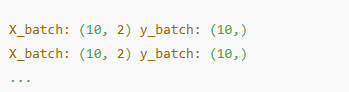 X_batch: (10, 2) y_batch: (10,)
X_batch: (10, 2) y_batch: (10,)
...